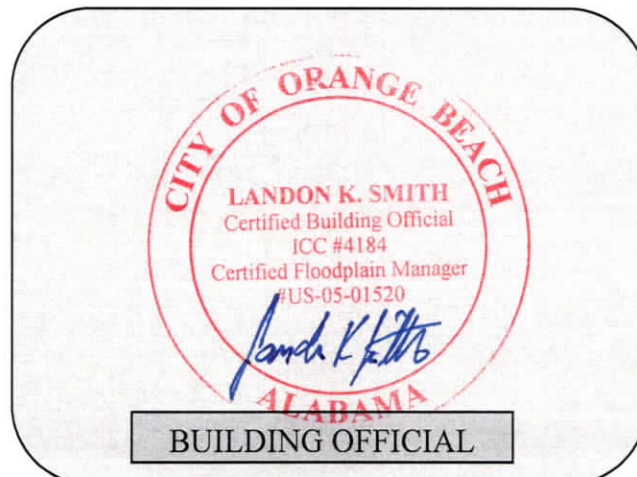 CITY OF ORANGE BEACH
LANDON K. SMITH
Certified Building Official
ICC #4184
Certified Floodplain Manager
#US-05-01520
ALABAMA
BUILDING OFFICIAL